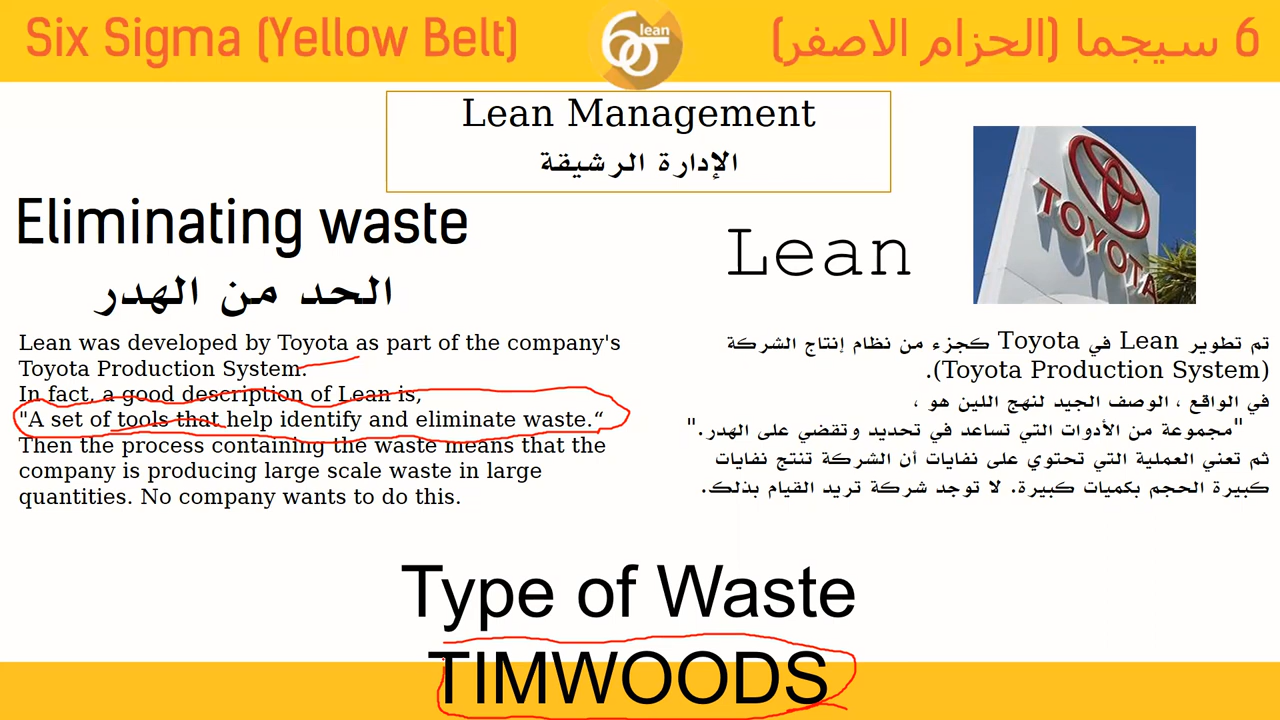 Six Sigma (Yellow Belt)
lean
6σ
6 سيجما (الحزام الاصفر)
Lean Management
الإدارة الرشيقة
Eliminating waste
الحد من الهدر
Lean was developed by Toyota as part of the company's
Toyota Production System.
In fact, a good description of Lean is,
"A set of tools that help identify and eliminate waste.“
Then the process containing the waste means that the
company is producing large scale waste in large
quantities. No company wants to do this.
Lean
TOYOTA
تم تطوير Lean في Toyota كجزء من نظام إنتاج الشركة
(Toyota Production System).
في الواقع ، الوصف الجيد لنهج اللين هو ،
"مجموعة من الأدوات التي تساعد في تحديد وتقضي على الهدر."
ثم تعني العملية التي تحتوي على نفايات أن الشركة تنتج نفايات
كبيرة الحجم بكميات كبيرة. لا توجد شركة تريد القيام بذلك.
Type of Waste
TIMWOODS